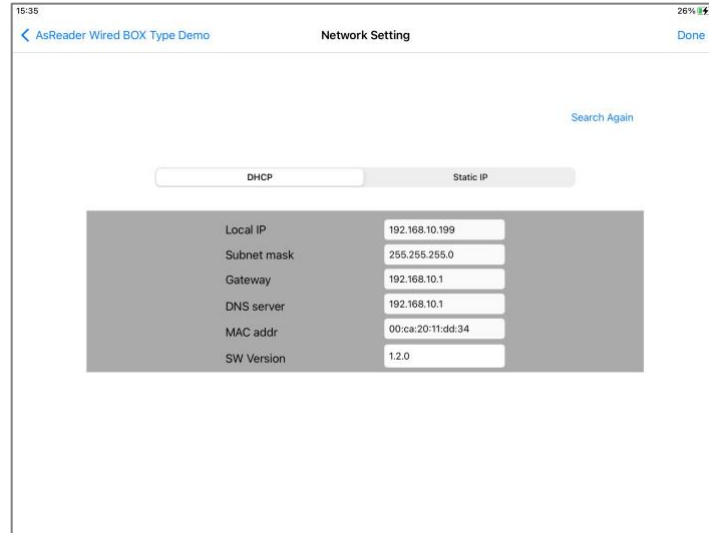 15:35 26%
AsReader Wired BOX Type Demo Network Setting Done
Search Again
DHCP Static IP
Local IP 192.168.10.199
Subnet mask 255.255.255.0
Gateway 192.168.10.1
DNS server 192.168.10.1
MAC addr 00:ca:20:11:dd:34
SW Version 1.2.0